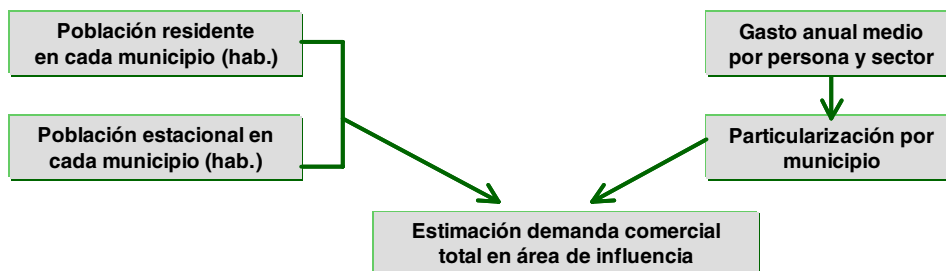 Población residente
en cada municipio (hab.)
Gasto anual medio
por persona y sector
Población estacional en
cada municipio (hab.)
Particularización por
municipio
Estimación demanda comercial
total en área de influencia